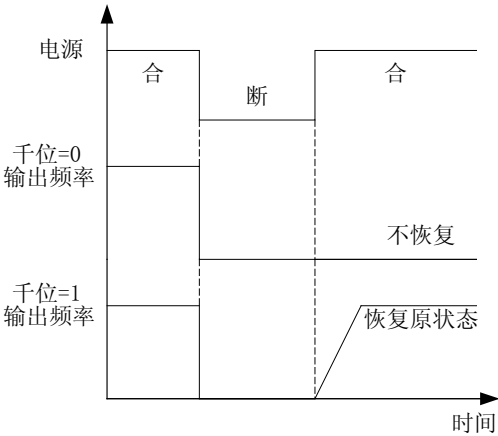 电源
合
断
合
千位=0
输出频率
不恢复
千位=1
输出频率
恢复原状态
时间